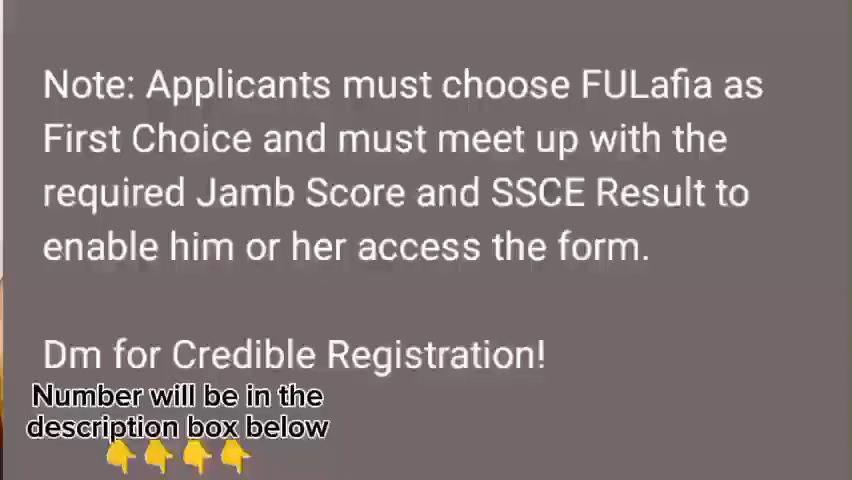 Note: Applicants must choose FULafia as
First Choice and must meet up with the
required Jamb Score and SSCE Result to
enable him or her access the form.
Dm for Credible Registration!
Number will be in the
description box below
👇👇👇👇